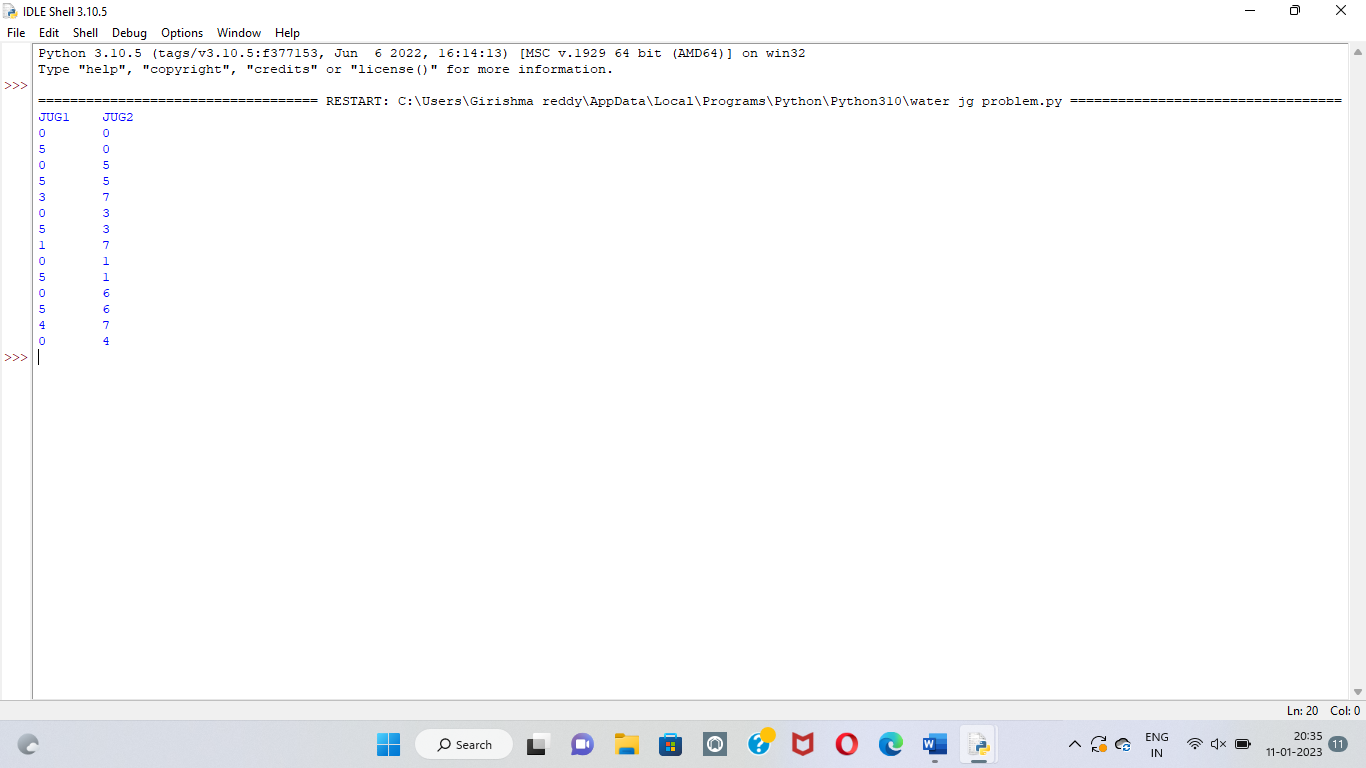 IDLE Shell 3.10.5
File Edit Shell Debug Options Window Help
Python 3.10.5 (tags/v3.10.5:f377153, Jun  6 2022, 16:14:13) [MSC v.1929 64 bit (AMD64)] on win32
Type "help", "copyright", "credits" or "license()" for more information.
>>>
=================================== RESTART: C:\Users\Girishma reddy\AppData\Local\Programs\Python\Python310\water jg problem.py ==================================
JUG1    JUG2
0       0
5       0
0       5
5       5
3       7
0       3
5       3
1       7
0       1
5       1
0       6
5       6
4       7
0       4
>>>
Ln: 20 Col: 0
Search
ENG
IN
20:35
11-01-2023
11